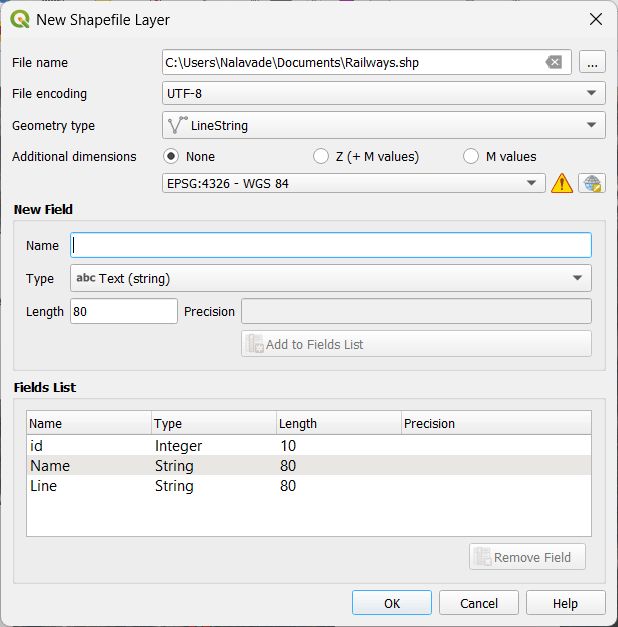 New Shapefile Layer
File name C:\Users\Nalavade\Documents\Railways.shp ...
File encoding UTF-8
Geometry type LineString
Additional dimensions None Z (+ M values) M values
EPSG:4326 - WGS 84
New Field
Name
Type abc Text (string)
Length 80 Precision
Add to Fields List
Fields List
Name Type Length Precision
id Integer 10
Name String 80
Line String 80
Remove Field
OK Cancel Help